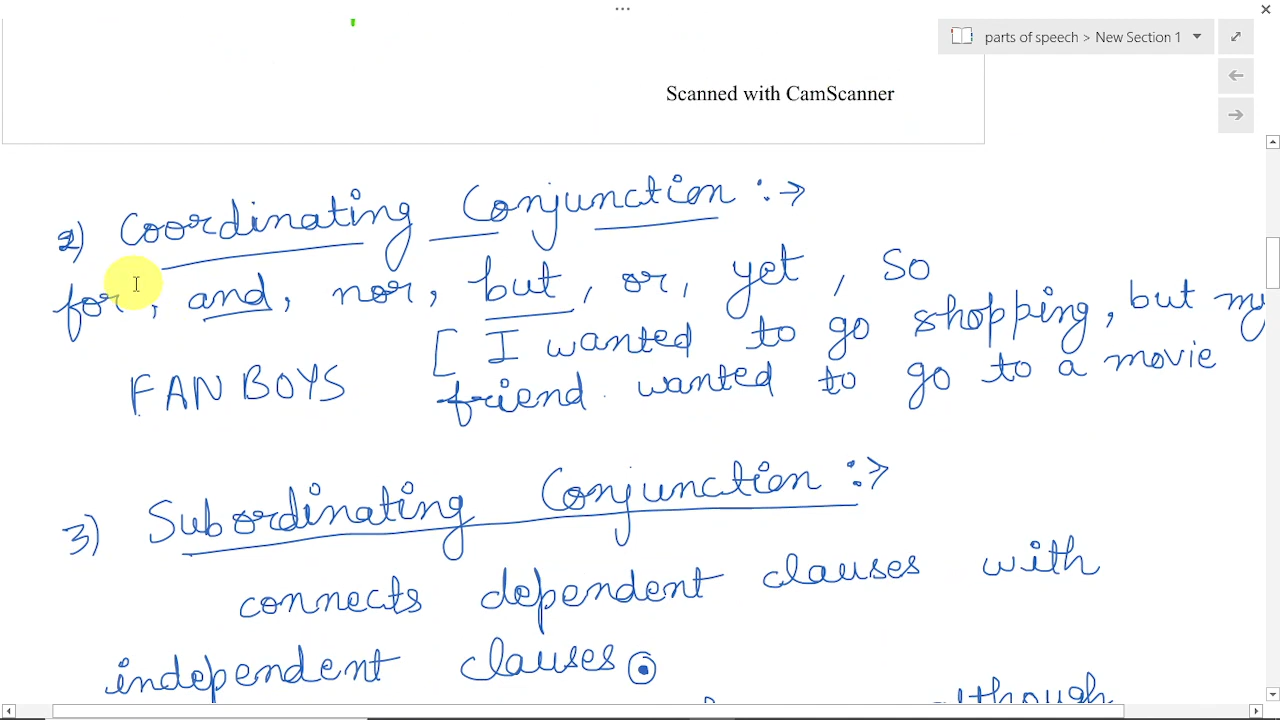 parts of speech > New Section 1
Scanned with CamScanner
2) Coordinating Conjunction :→
for, and, nor, but, or, yet, So
[ I wanted to go shopping, but my
FANBOYS friend wanted to go to a movie
3) Subordinating Conjunction :→
connects dependent clauses with
independent clauses.
although